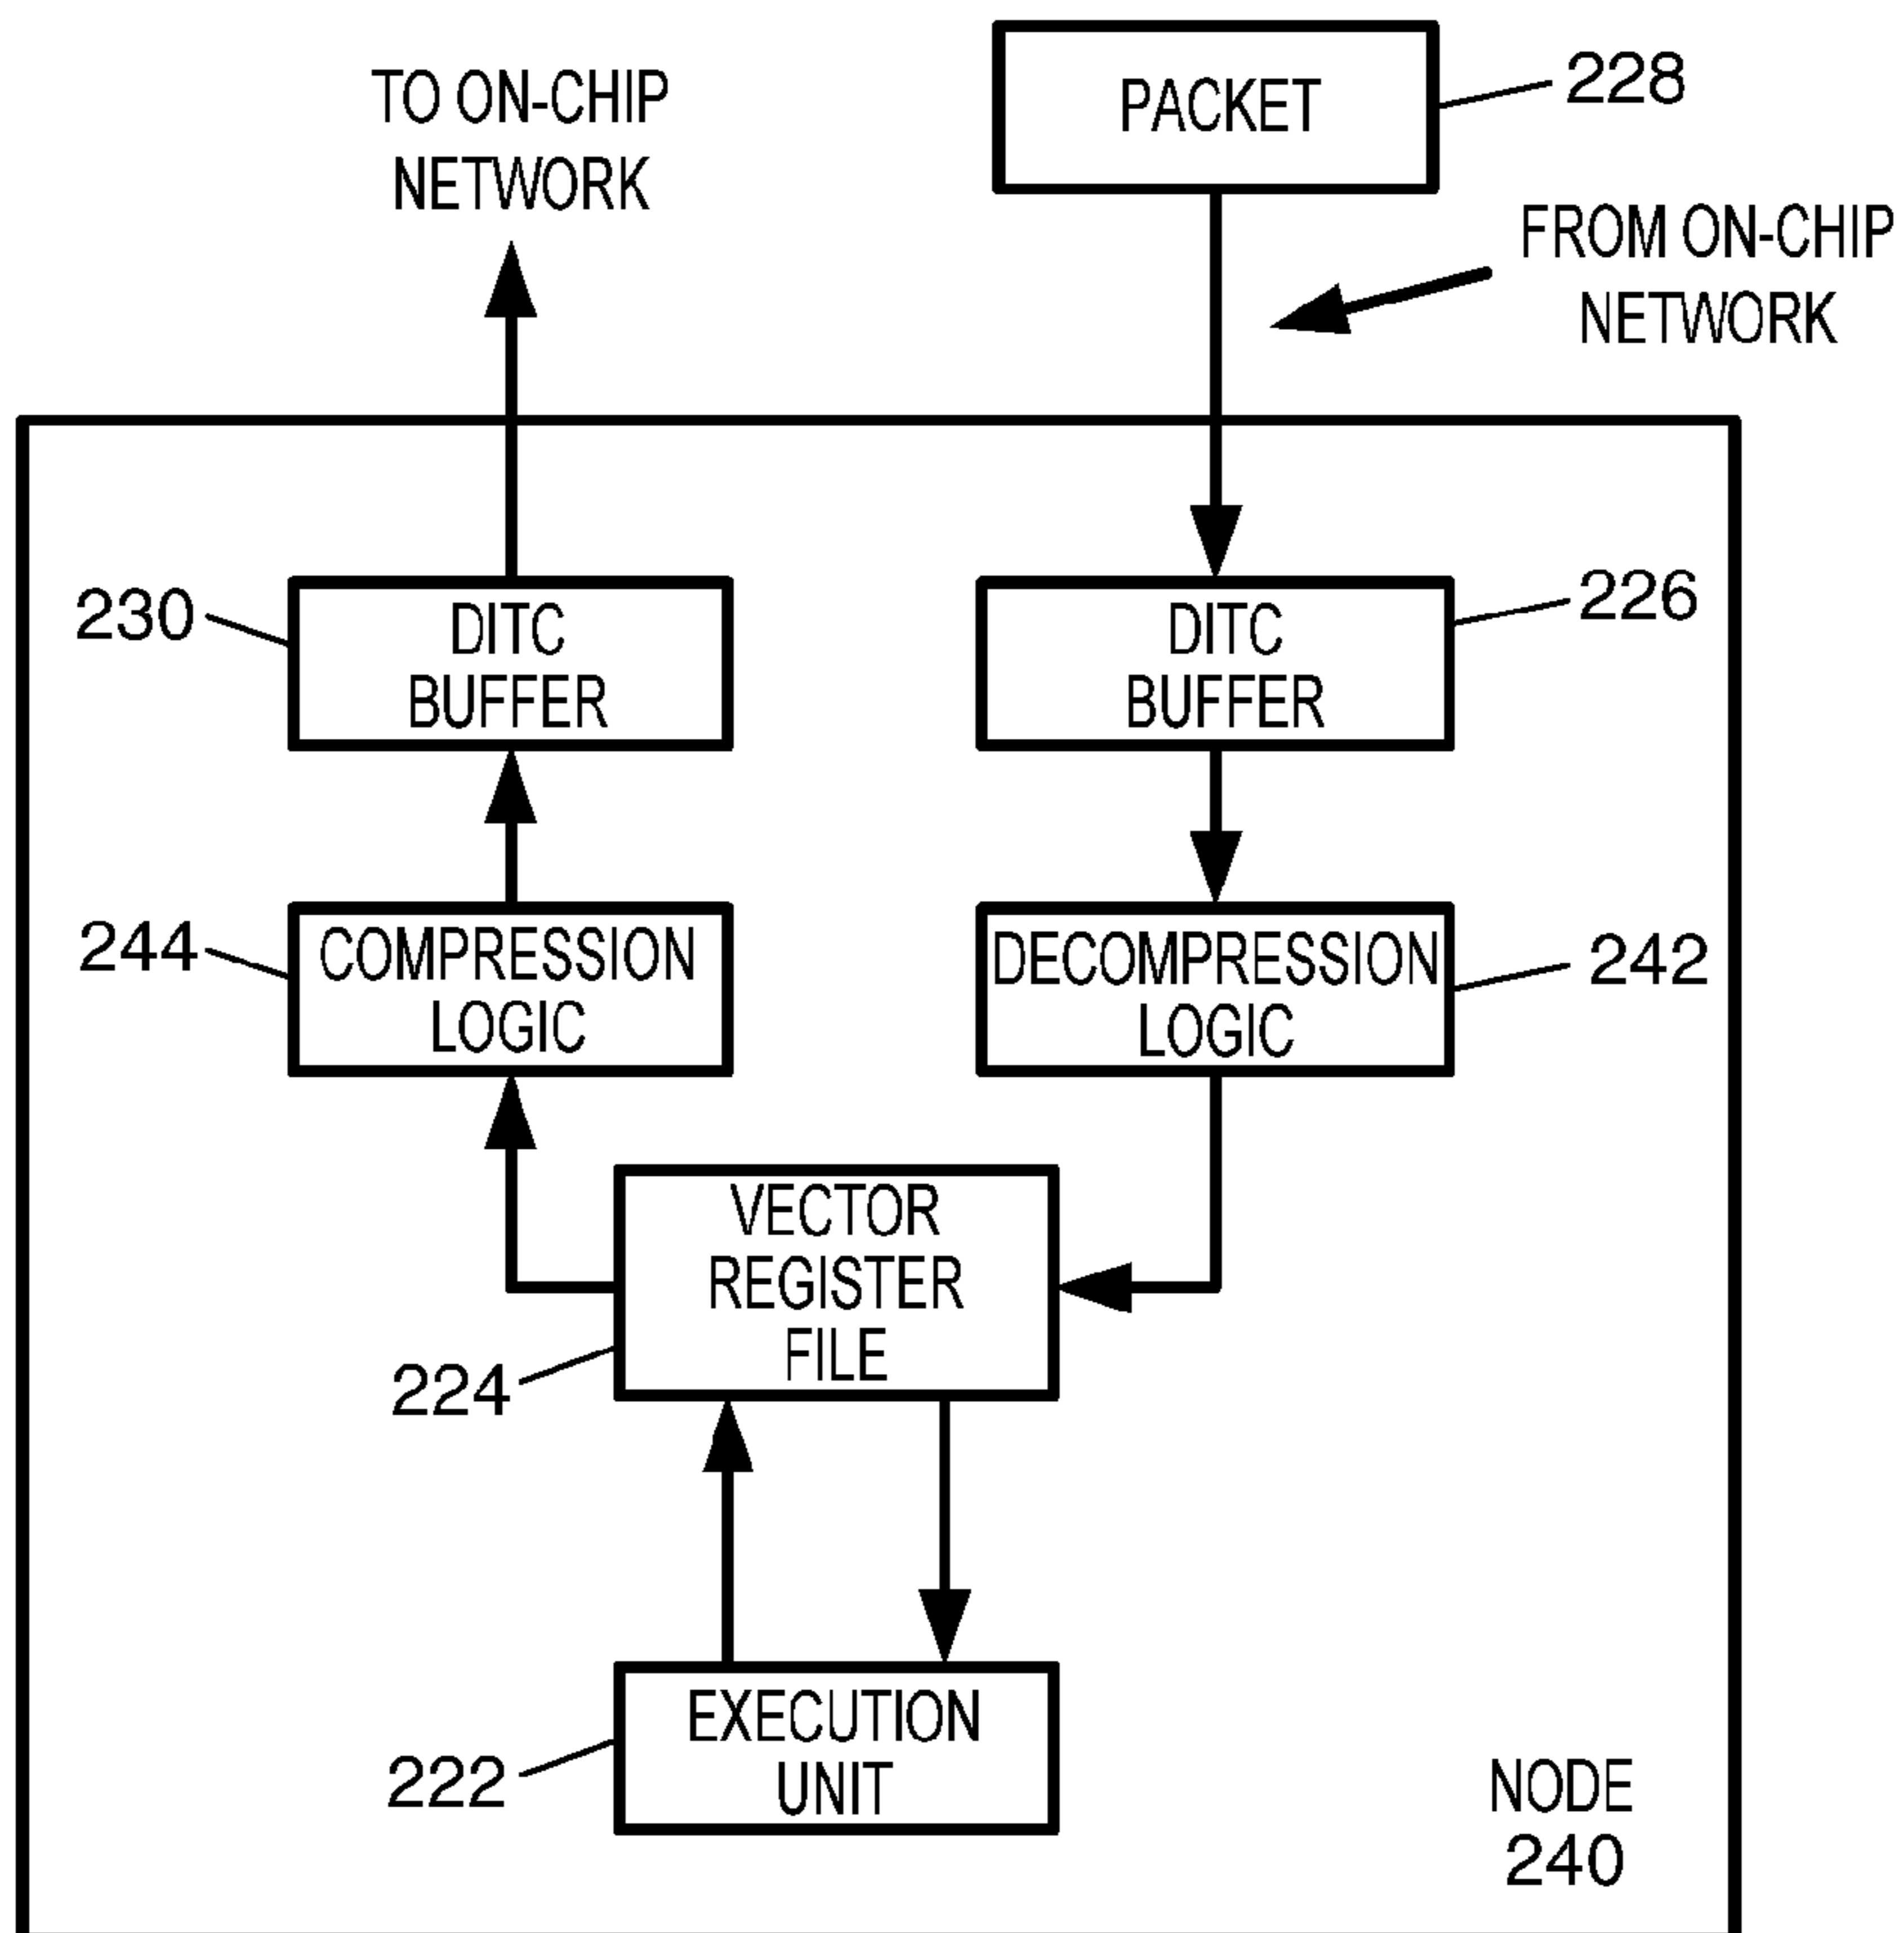 TO ON-CHIP
NETWORK
PACKET
228
FROM ON-CHIP
NETWORK
230
DITC
BUFFER
DITC
BUFFER
226
244
COMPRESSION
LOGIC
DECOMPRESSION
LOGIC
242
VECTOR
REGISTER
FILE
224
EXECUTION
UNIT
222
NODE
240